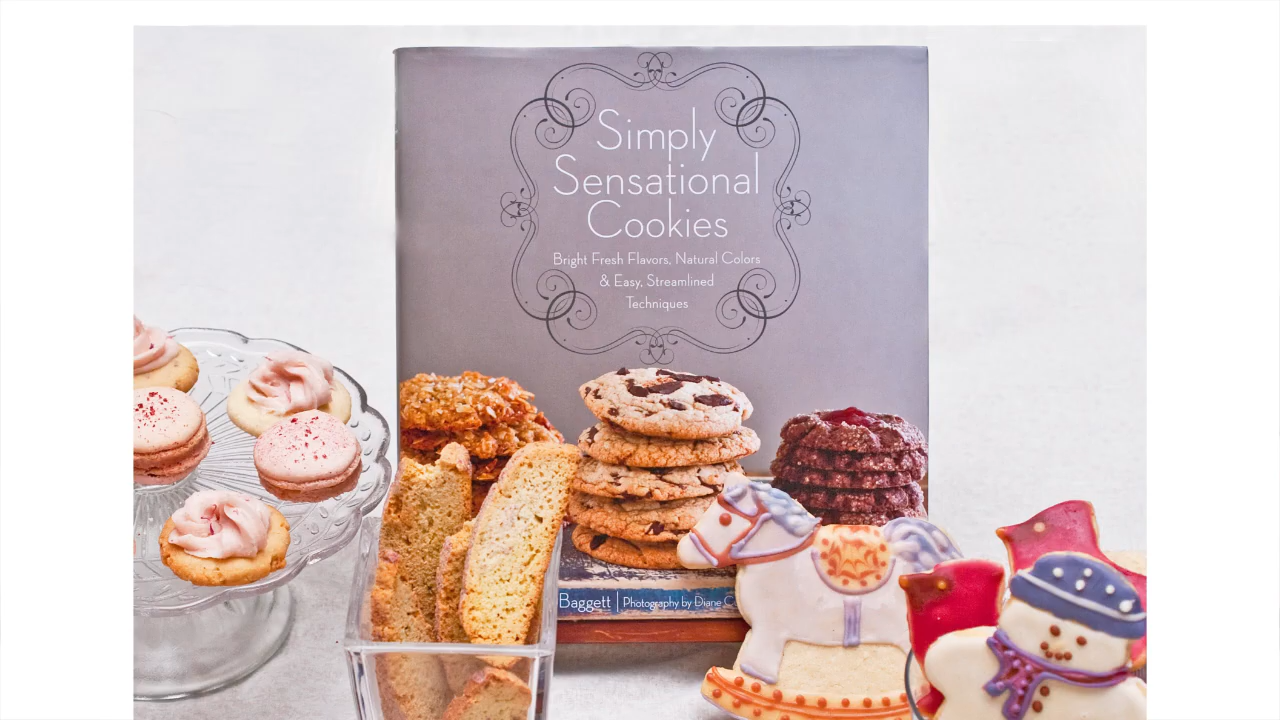 Simply
Sensational
Cookies
Bright Fresh Flavors, Natural Colors
& Easy, Streamlined
Techniques
Baggett | Photography by Diane